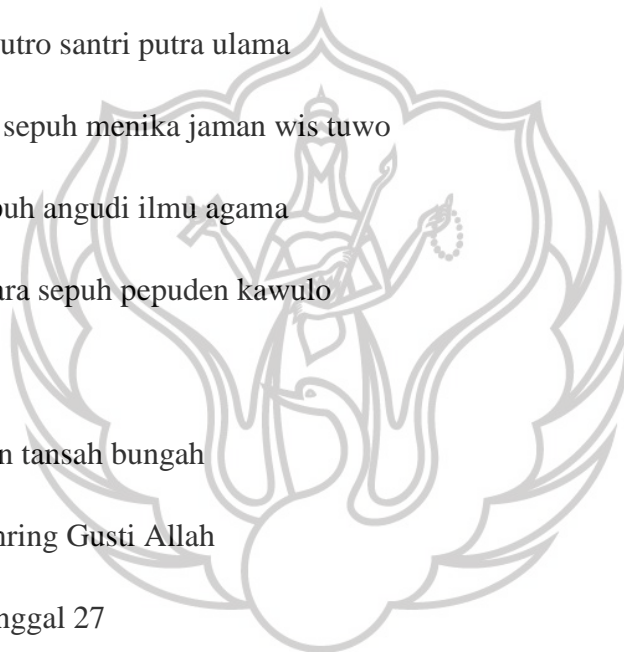 utro santri putra ulama
sepuh menika jaman wis tuwo
puh angudi ilmu agama
ara sepuh pepuden kawulo
n tansah bungah
ring Gusti Allah
nggal 27